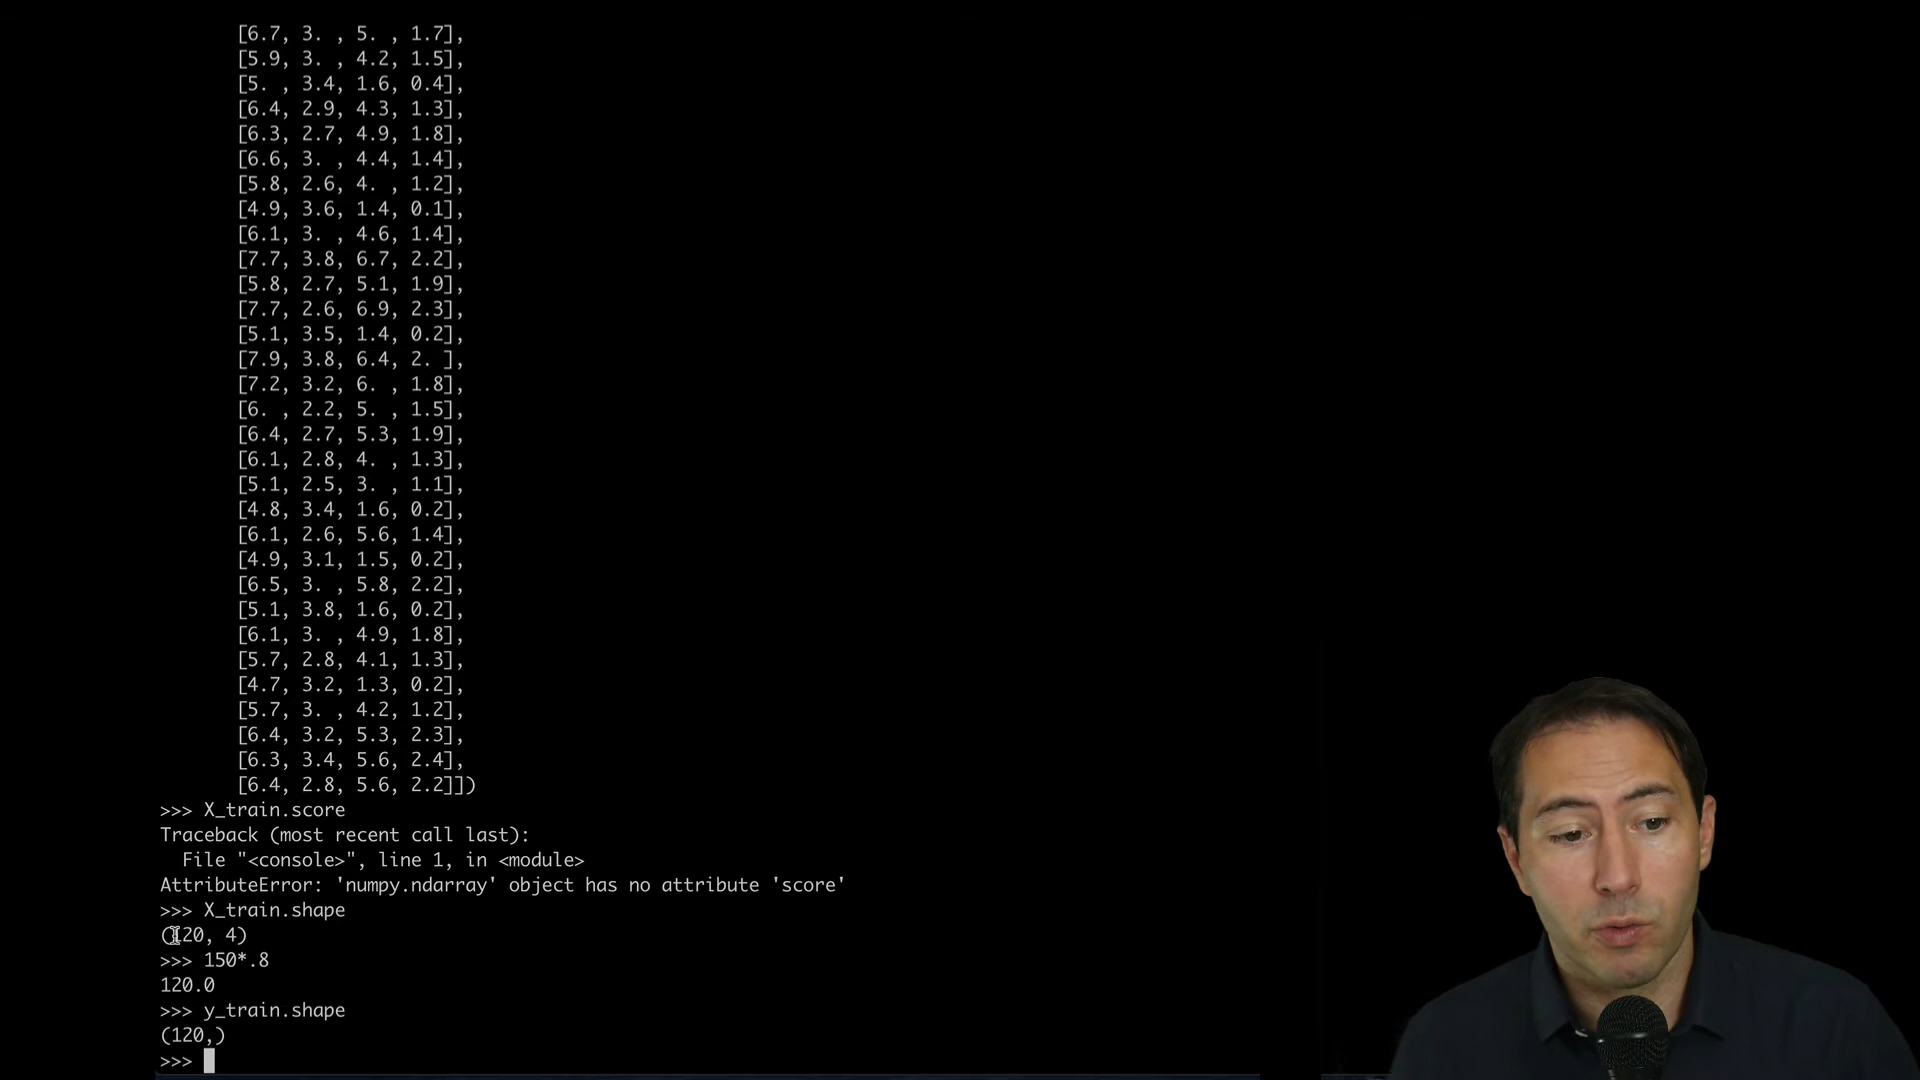 [6.7, 3. , 5. , 1.7],
[5.9, 3. , 4.2, 1.5],
[5. , 3.4, 1.6, 0.4],
[6.4, 2.9, 4.3, 1.3],
[6.3, 2.7, 4.9, 1.8],
[6.6, 3. , 4.4, 1.4],
[5.8, 2.6, 4. , 1.2],
[4.9, 3.6, 1.4, 0.1],
[6.1, 3. , 4.6, 1.4],
[7.7, 3.8, 6.7, 2.2],
[5.8, 2.7, 5.1, 1.9],
[7.7, 2.6, 6.9, 2.3],
[5.1, 3.5, 1.4, 0.2],
[7.9, 3.8, 6.4, 2. ],
[7.2, 3.2, 6. , 1.8],
[6. , 2.2, 5. , 1.5],
[6.4, 2.7, 5.3, 1.9],
[6.1, 2.8, 4. , 1.3],
[5.1, 2.5, 3. , 1.1],
[4.8, 3.4, 1.6, 0.2],
[6.1, 2.6, 5.6, 1.4],
[4.9, 3.1, 1.5, 0.2],
[6.5, 3. , 5.8, 2.2],
[5.1, 3.8, 1.6, 0.2],
[6.1, 3. , 4.9, 1.8],
[5.7, 2.8, 4.1, 1.3],
[4.7, 3.2, 1.3, 0.2],
[5.7, 3. , 4.2, 1.2],
[6.4, 3.2, 5.3, 2.3],
[6.3, 3.4, 5.6, 2.4],
[6.4, 2.8, 5.6, 2.2]])
>>> X_train.score
Traceback (most recent call last):
  File "<console>", line 1, in <module>
AttributeError: 'numpy.ndarray' object has no attribute 'score'
>>> X_train.shape
(120, 4)
>>> 150*.8
120.0
>>> y_train.shape
(120,)
>>>